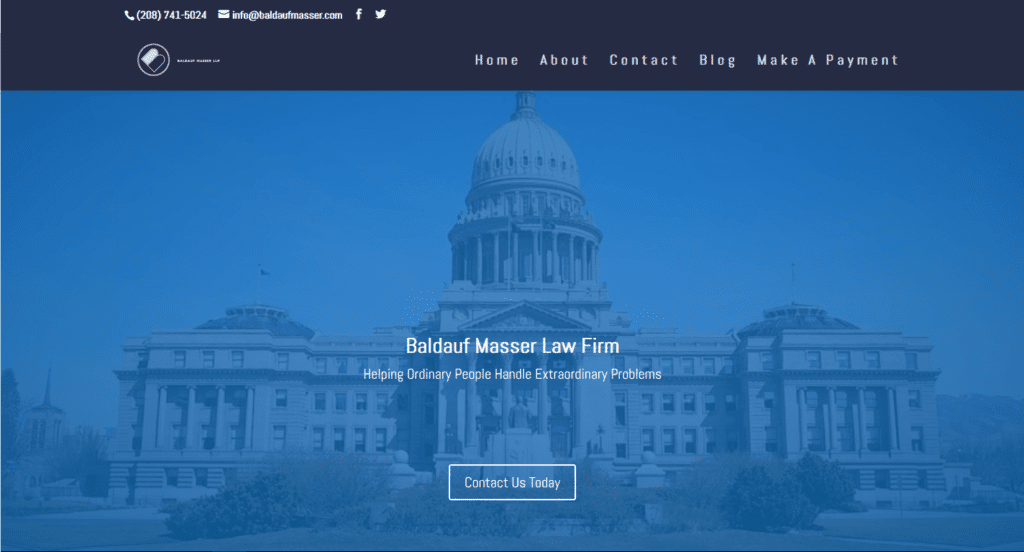 (208) 741-5024 info@baldaufmasser.com
BALDAUF MASSER LLP
Home About Contact Blog Make A Payment
Baldauf Masser Law Firm
Helping Ordinary People Handle Extraordinary Problems
Contact Us Today